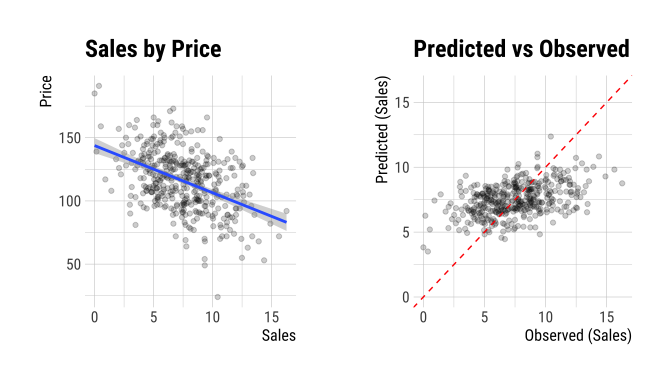 Sales by Price
Price
150
100
50
0 5 10 15
Sales
Predicted vs Observed
Predicted (Sales)
15
10
5
0
0 5 10 15
Observed (Sales)